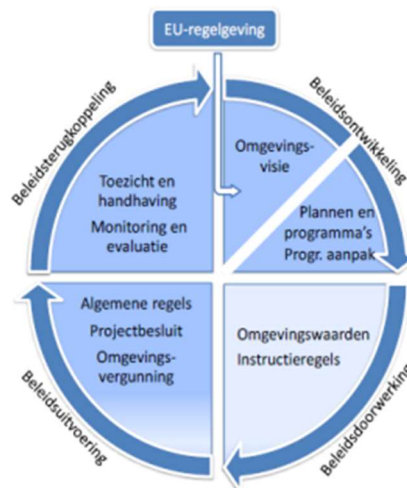 EU-regelgeving
Beleidsontwikkeling
Omgevings-
visie
Plannen en
programma's
Progr. aanpak
Beleidsdoorwerking
Omgevingswaarden
Instructieregels
Beleidsuitvoering
Algemene regels
Projectbesluit
Omgevings-
vergunning
Beleidsterugkoppeling
Toezicht en
handhaving
Monitoring en
evaluatie